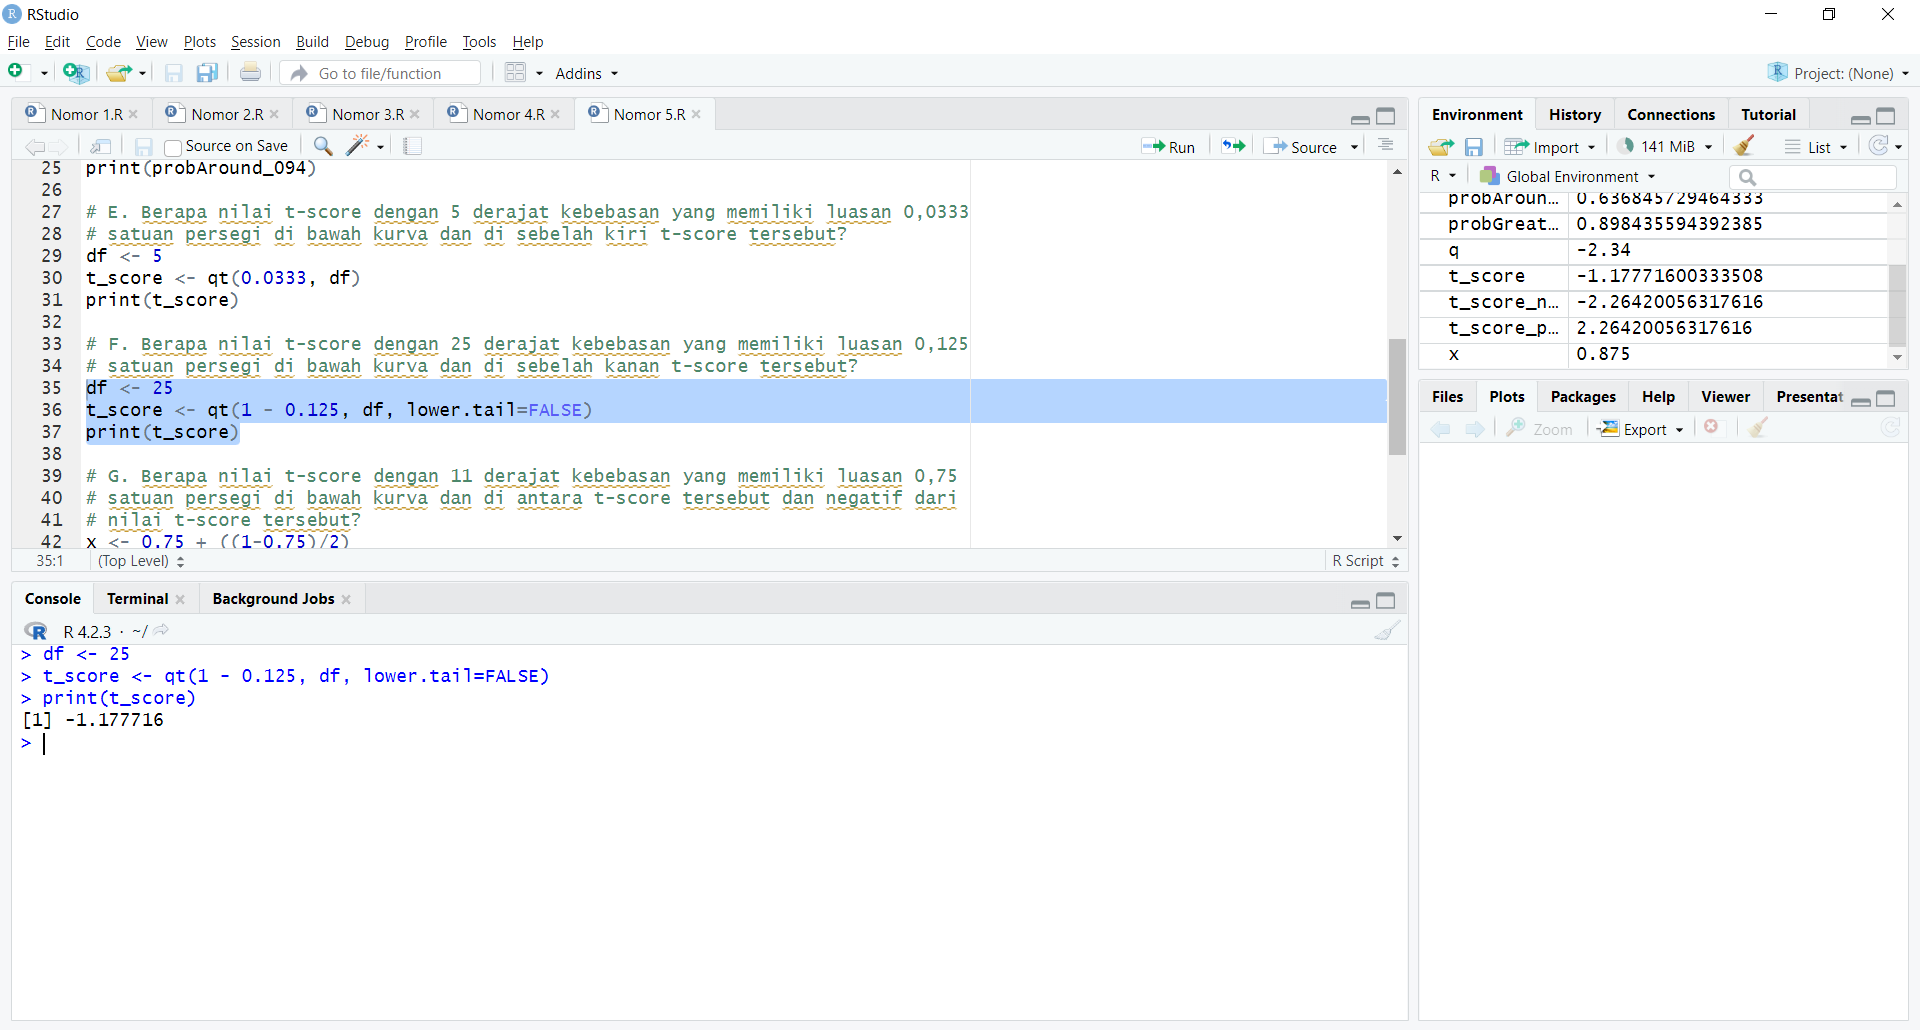 RStudio
File Edit Code View Plots Session Build Debug Profile Tools Help
Go to file/function Addins Project: (None)
Nomor 1.R Nomor 2.R Nomor 3.R Nomor 4.R Nomor 5.R
Source on Save Run Source
25 print(probAround_094)
26
27 # E. Berapa nilai t-score dengan 5 derajat kebebasan yang memiliki luasan 0,0333
28 # satuan persegi di bawah kurva dan di sebelah kiri t-score tersebut?
29 df <- 5
30 t_score <- qt(0.0333, df)
31 print(t_score)
32
33 # F. Berapa nilai t-score dengan 25 derajat kebebasan yang memiliki luasan 0,125
34 # satuan persegi di bawah kurva dan di sebelah kanan t-score tersebut?
35 df <- 25
36 t_score <- qt(1 - 0.125, df, lower.tail=FALSE)
37 print(t_score)
38
39 # G. Berapa nilai t-score dengan 11 derajat kebebasan yang memiliki luasan 0,75
40 # satuan persegi di bawah kurva dan di antara t-score tersebut dan negatif dari
41 # nilai t-score tersebut?
42 x <- 0.75 + ((1-0.75)/2)
35:1 (Top Level) R Script
Console Terminal Background Jobs
R 4.2.3 · ~/
> df <- 25
> t_score <- qt(1 - 0.125, df, lower.tail=FALSE)
> print(t_score)
[1] -1.177716
>
Environment History Connections Tutorial
Import 141 MiB List
R Global Environment
probAroun... 0.636845729464333
probGreat... 0.898435594392385
q -2.34
t_score -1.17771600333508
t_score_n... -2.26420056317616
t_score_p... 2.26420056317616
x 0.875
Files Plots Packages Help Viewer Presentat
Zoom Export